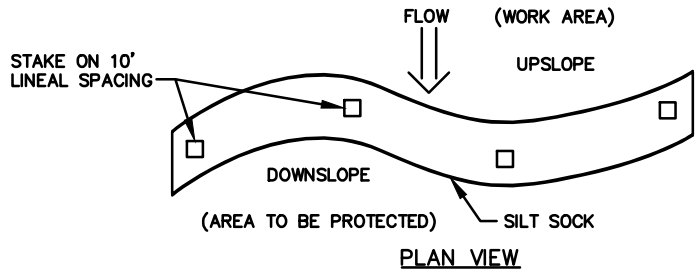 FLOW
(WORK AREA)
STAKE ON 10'
LINEAL SPACING
UPSLOPE
DOWNSLOPE
(AREA TO BE PROTECTED)
SILT SOCK
PLAN VIEW